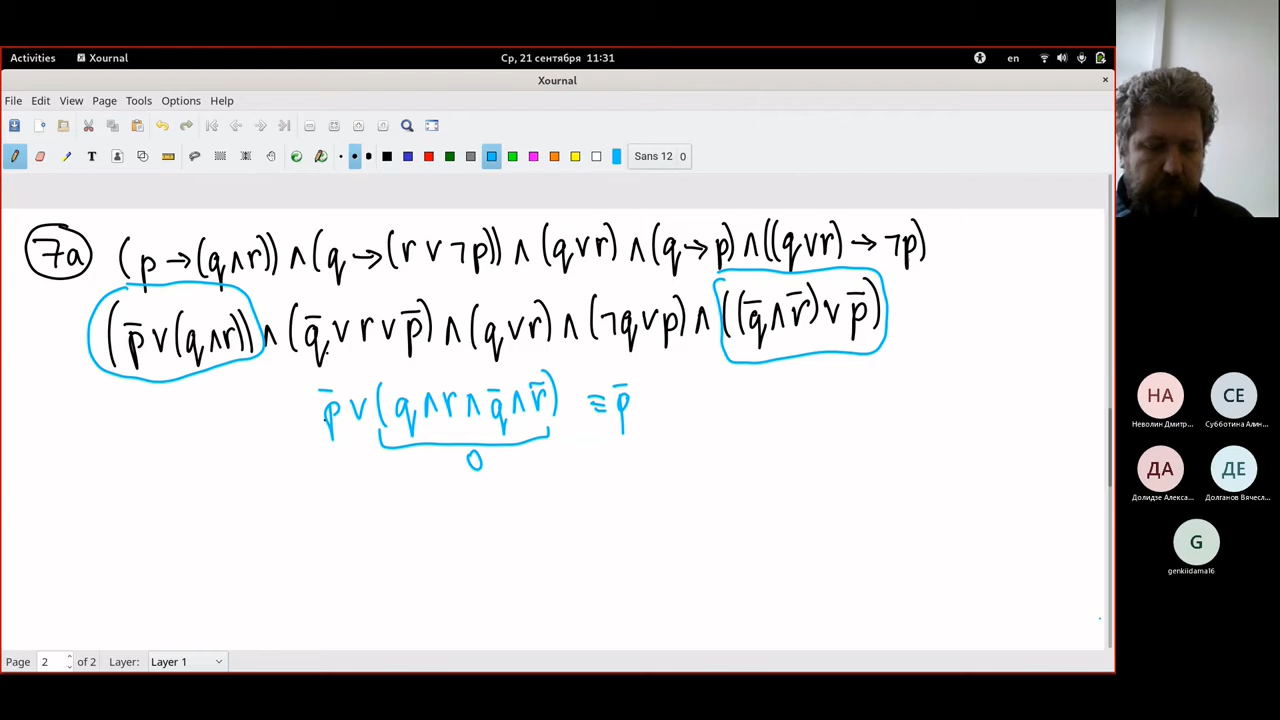 Activities Xournal Ср, 21 сентября 11:31 en
Xournal ×
File Edit View Page Tools Options Help
T Sans 12 0
7a (p → (q ∧ r)) ∧ (q → (r ∨ ¬p)) ∧ (q ∨ r) ∧ (q → p) ∧ ((q ∨ r) → ¬p)
(p̄ ∨ (q ∧ r)) ∧ (q̄ ∨ r ∨ p̄) ∧ (q ∨ r) ∧ (¬q ∨ p) ∧ ((q̄ ∧ r̄) ∨ p̄)
p̄ ∨ (q ∧ r ∧ q̄ ∧ r̄) ≡ p̄
0
Page 2 of 2 Layer: Layer 1
НА СЕ
Неволин Дмитр... Субботина Алин...
ДА ДЕ
Долидзе Алекса... Долганов Вячесл...
G
genkiidama16